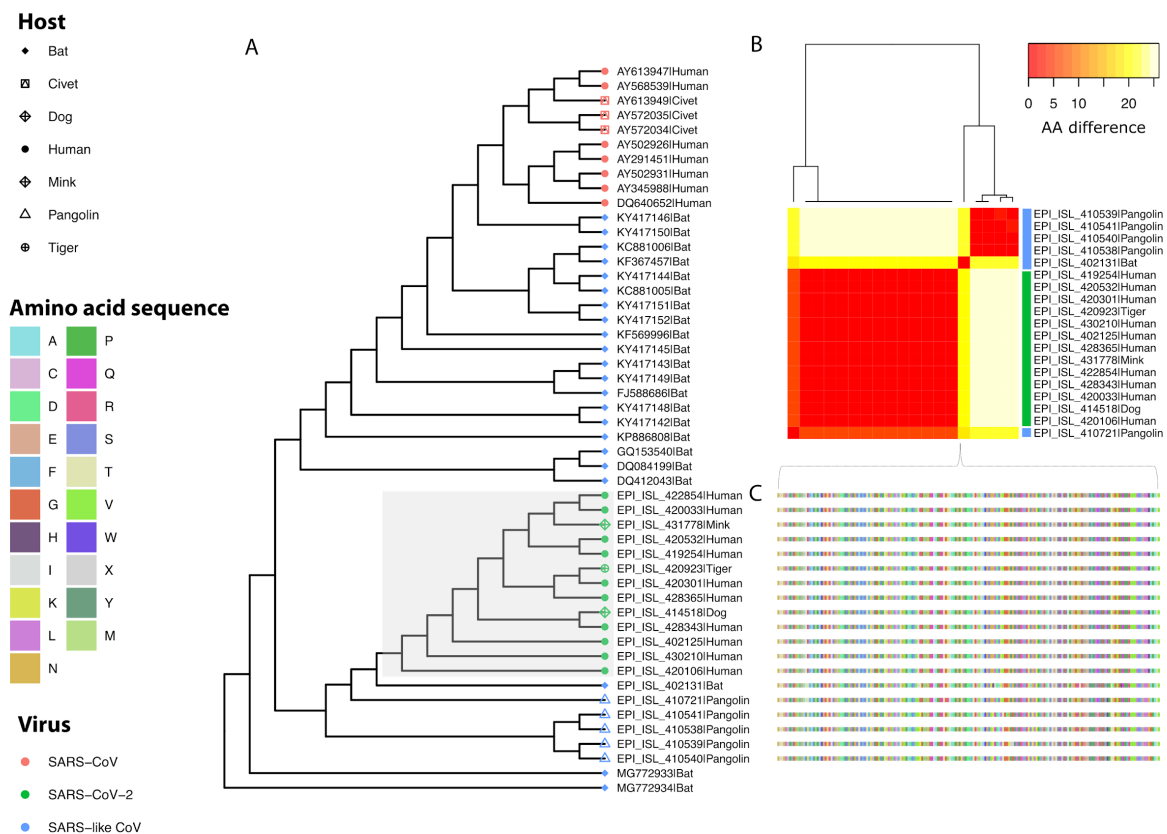 Host
Bat
Civet
Dog
Human
Mink
Pangolin
Tiger
Amino acid sequence
A P
C Q
D R
E S
F T
G V
H W
I X
K Y
L M
N
Virus
SARS-CoV
SARS-CoV-2
SARS-like CoV
A
AY613947|Human
AY568539|Human
AY613949|Civet
AY572035|Civet
AY572034|Civet
AY502926|Human
AY291451|Human
AY502931|Human
AY345988|Human
DQ640652|Human
KY417146|Bat
KY417150|Bat
KC881006|Bat
KF367457|Bat
KY417144|Bat
KC881005|Bat
KY417151|Bat
KY417152|Bat
KF569996|Bat
KY417145|Bat
KY417143|Bat
KY417149|Bat
FJ588686|Bat
KY417148|Bat
KY417142|Bat
KP886808|Bat
GQ153540|Bat
DQ084199|Bat
DQ412043|Bat
EPI_ISL_422854|Human
EPI_ISL_420033|Human
EPI_ISL_431778|Mink
EPI_ISL_420532|Human
EPI_ISL_419254|Human
EPI_ISL_420923|Tiger
EPI_ISL_420301|Human
EPI_ISL_428365|Human
EPI_ISL_414518|Dog
EPI_ISL_428343|Human
EPI_ISL_402125|Human
EPI_ISL_430210|Human
EPI_ISL_420106|Human
EPI_ISL_402131|Bat
EPI_ISL_410721|Pangolin
EPI_ISL_410541|Pangolin
EPI_ISL_410538|Pangolin
EPI_ISL_410539|Pangolin
EPI_ISL_410540|Pangolin
MG772933|Bat
MG772934|Bat
B
0 5 10 15 20
AA difference
EPI_ISL_410539|Pangolin
EPI_ISL_410541|Pangolin
EPI_ISL_410540|Pangolin
EPI_ISL_410538|Pangolin
EPI_ISL_402131|Bat
EPI_ISL_419254|Human
EPI_ISL_420532|Human
EPI_ISL_420301|Human
EPI_ISL_420923|Tiger
EPI_ISL_430210|Human
EPI_ISL_402125|Human
EPI_ISL_428365|Human
EPI_ISL_431778|Mink
EPI_ISL_422854|Human
EPI_ISL_428343|Human
EPI_ISL_420033|Human
EPI_ISL_414518|Dog
EPI_ISL_420106|Human
EPI_ISL_410721|Pangolin
C